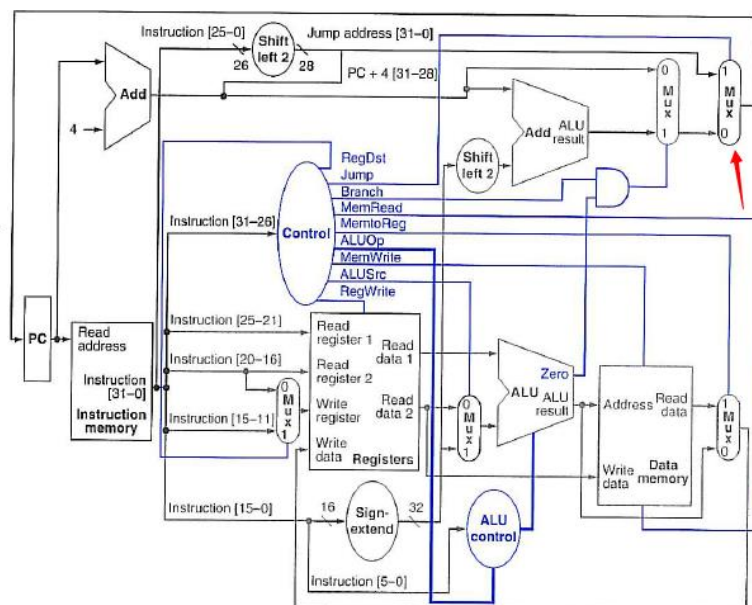 Instruction [25–0]
Shift
left 2
Jump address [31–0]
26
28
PC + 4 [31–28]
Add
4
0
M
u
x
1
1
M
u
x
0
Add
ALU
result
Shift
left 2
RegDst
Jump
Branch
MemRead
MemtoReg
ALUOp
MemWrite
ALUSrc
RegWrite
Instruction [31–26]
Control
PC
Read
address
Instruction
[31–0]
Instruction
memory
Instruction [25–21]
Instruction [20–16]
Instruction [15–11]
0
M
u
x
1
Read
register 1
Read
register 2
Write
register
Write
data
Read
data 1
Read
data 2
Registers
0
M
u
x
1
Zero
ALU
ALU
result
Address
Read
data
Write
data
Data
memory
1
M
u
x
0
Instruction [15–0]
16
Sign-
extend
32
ALU
control
Instruction [5–0]